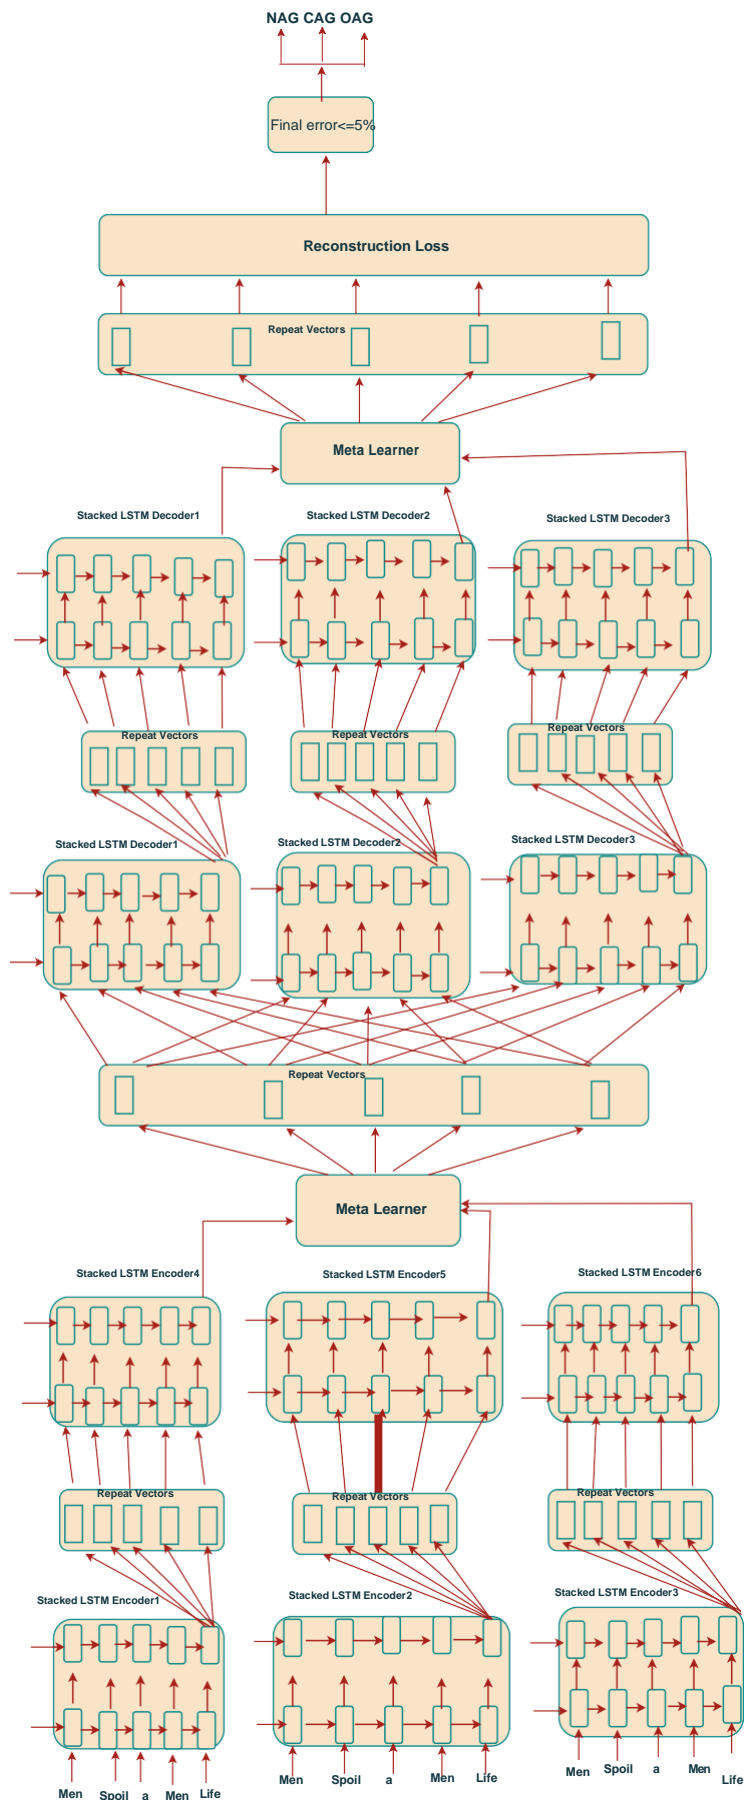 NAG CAG OAG
Final error<=5%
Reconstruction Loss
Repeat Vectors
Meta Learner
Stacked LSTM Decoder1
Stacked LSTM Decoder2
Stacked LSTM Decoder3
Repeat Vectors
Repeat Vectors
Repeat Vectors
Stacked LSTM Decoder1
Stacked LSTM Decoder2
Stacked LSTM Decoder3
Repeat Vectors
Meta Learner
Stacked LSTM Encoder4
Stacked LSTM Encoder5
Stacked LSTM Encoder6
Repeat Vectors
Repeat Vectors
Repeat Vectors
Stacked LSTM Encoder1
Stacked LSTM Encoder2
Stacked LSTM Encoder3
Men Spoil a Men Life
Men Spoil a Men Life
Men Spoil a Men Life